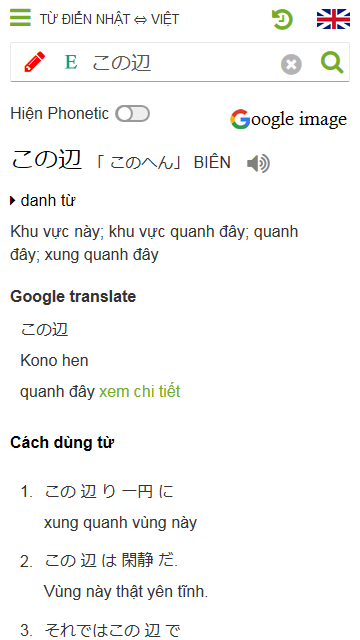 TỪ ĐIỂN NHẬT ⇔ VIỆT
E この辺
Hiện Phonetic
Google image
この辺 「 このへん」 BIÊN
danh từ
Khu vực này; khu vực quanh đây; quanh
đây; xung quanh đây
Google translate
この辺
Kono hen
quanh đây xem chi tiết
Cách dùng từ
1. この 辺 り 一円 に
xung quanh vùng này
2. この 辺 は 閑静 だ.
Vùng này thật yên tĩnh.
3. それではこの 辺 で